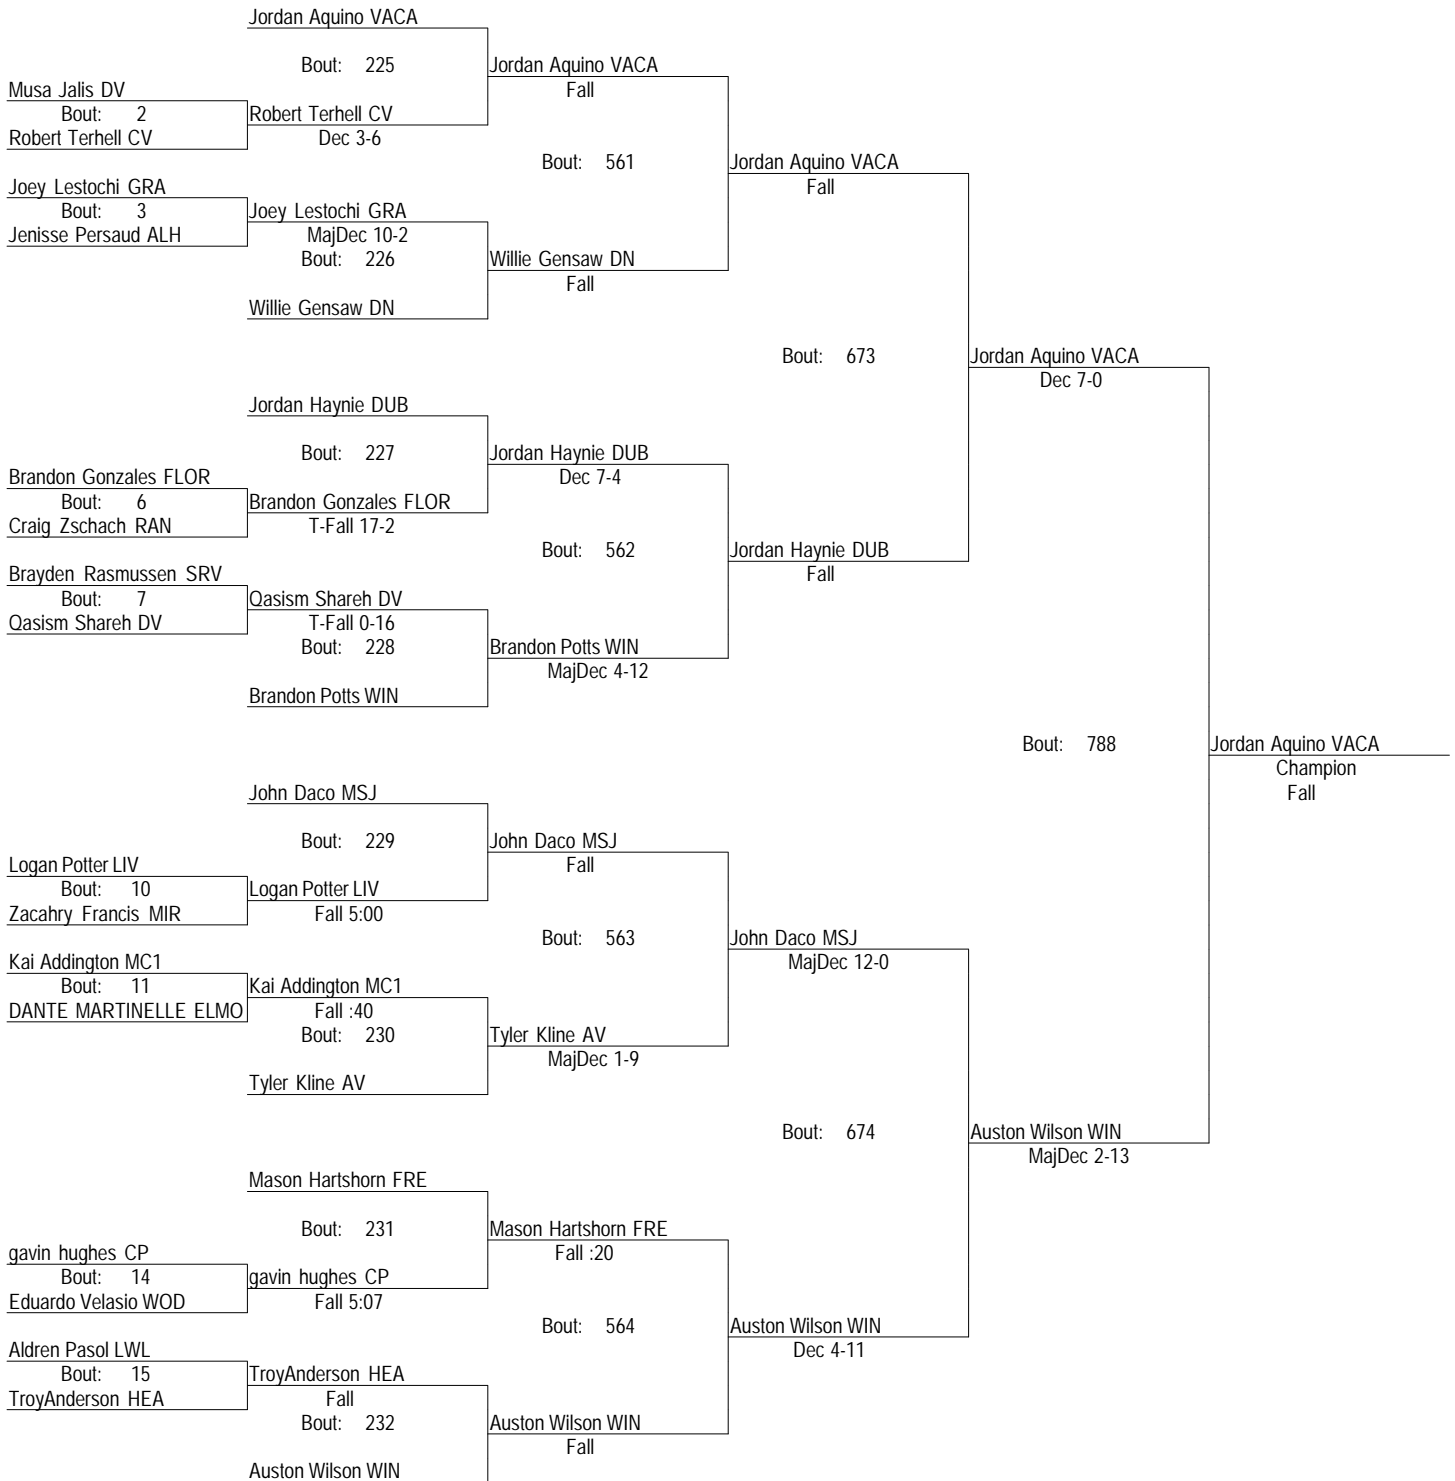 Jordan Aquino VACA
Bout: 225
Jordan Aquino VACA
Fall
Musa Jalis DV
Bout: 2
Robert Terhell CV
Robert Terhell CV
Dec 3-6
Bout: 561
Jordan Aquino VACA
Fall
Joey Lestochi GRA
Bout: 3
Jenisse Persaud ALH
Joey Lestochi GRA
MajDec 10-2
Bout: 226
Willie Gensaw DN
Fall
Willie Gensaw DN
Bout: 673
Jordan Aquino VACA
Dec 7-0
Jordan Haynie DUB
Bout: 227
Jordan Haynie DUB
Dec 7-4
Brandon Gonzales FLOR
Bout: 6
Craig Zschach RAN
Brandon Gonzales FLOR
T-Fall 17-2
Bout: 562
Jordan Haynie DUB
Fall
Brayden Rasmussen SRV
Bout: 7
Qasism Shareh DV
Qasism Shareh DV
T-Fall 0-16
Bout: 228
Brandon Potts WIN
MajDec 4-12
Brandon Potts WIN
Bout: 788
Jordan Aquino VACA
Champion
Fall
John Daco MSJ
Bout: 229
John Daco MSJ
Fall
Logan Potter LIV
Bout: 10
Zacahry Francis MIR
Logan Potter LIV
Fall 5:00
Bout: 563
John Daco MSJ
MajDec 12-0
Kai Addington MC1
Bout: 11
DANTE MARTINELLE ELMO
Kai Addington MC1
Fall :40
Bout: 230
Tyler Kline AV
MajDec 1-9
Tyler Kline AV
Bout: 674
Auston Wilson WIN
MajDec 2-13
Mason Hartshorn FRE
Bout: 231
Mason Hartshorn FRE
Fall :20
gavin hughes CP
Bout: 14
Eduardo Velasio WOD
gavin hughes CP
Fall 5:07
Bout: 564
Auston Wilson WIN
Dec 4-11
Aldren Pasol LWL
Bout: 15
TroyAnderson HEA
TroyAnderson HEA
Fall
Bout: 232
Auston Wilson WIN
Fall
Auston Wilson WIN